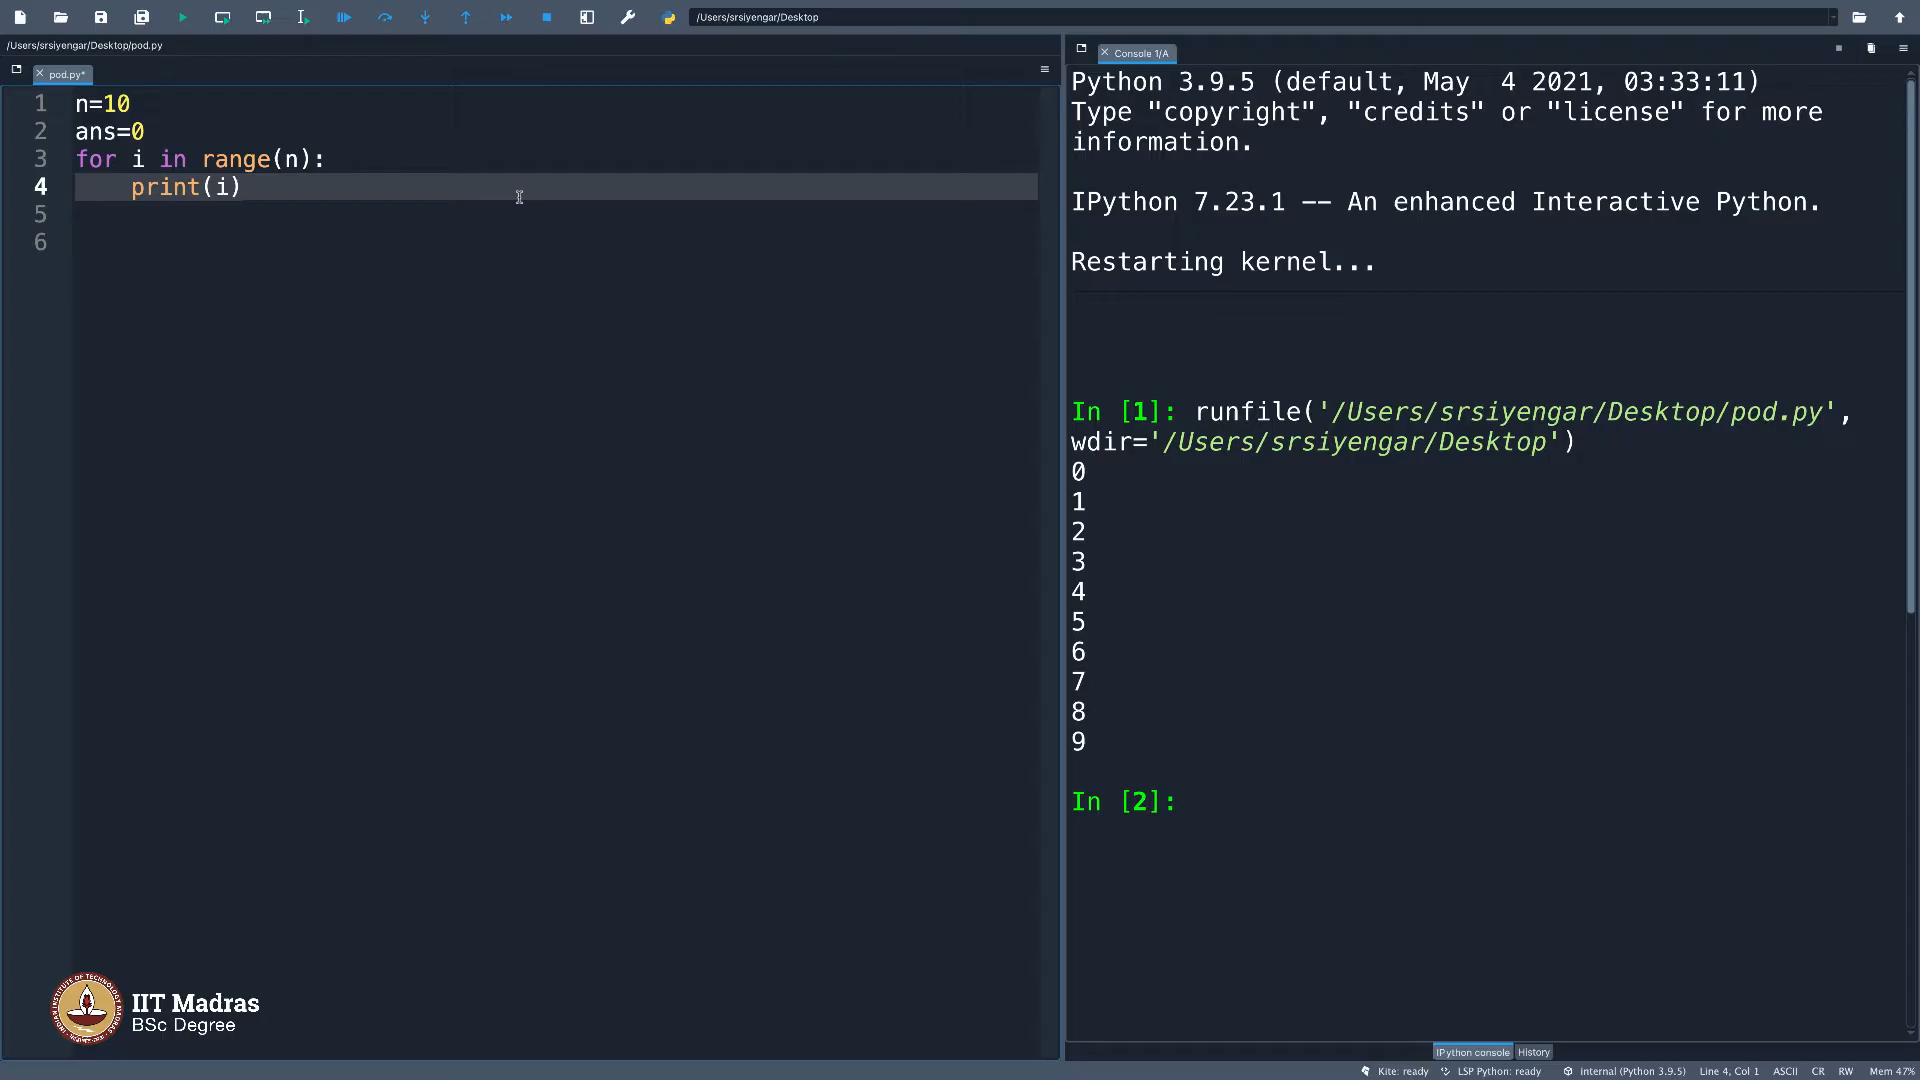 /Users/srsiyengar/Desktop
/Users/srsiyengar/Desktop/pod.py
pod.py*
1 n=10
2 ans=0
3 for i in range(n):
4     print(i)
5
6
Console 1/A
Python 3.9.5 (default, May  4 2021, 03:33:11)
Type "copyright", "credits" or "license" for more
information.
IPython 7.23.1 -- An enhanced Interactive Python.
Restarting kernel...
In [1]: runfile('/Users/srsiyengar/Desktop/pod.py',
wdir='/Users/srsiyengar/Desktop')
0
1
2
3
4
5
6
7
8
9
In [2]:
IIT Madras
BSc Degree
IPython console History
Kite: ready LSP Python: ready internal (Python 3.9.5) Line 4, Col 1 ASCII CR RW Mem 47%